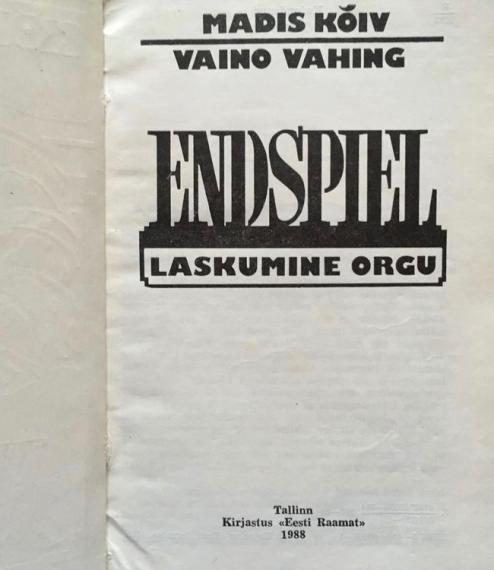 MADIS KÕIV
VAINO VAHING
ENDSPIEL
LASKUMINE ORGU
Tallinn
Kirjastus «Eesti Raamat»
1988